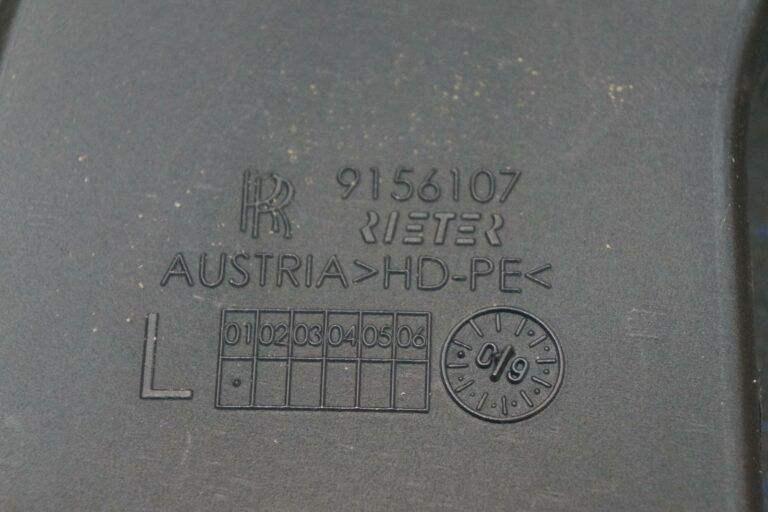 RR 9156107
RIETER
AUSTRIA>HD-PE<
L 01 02 03 04 05 06
0/9